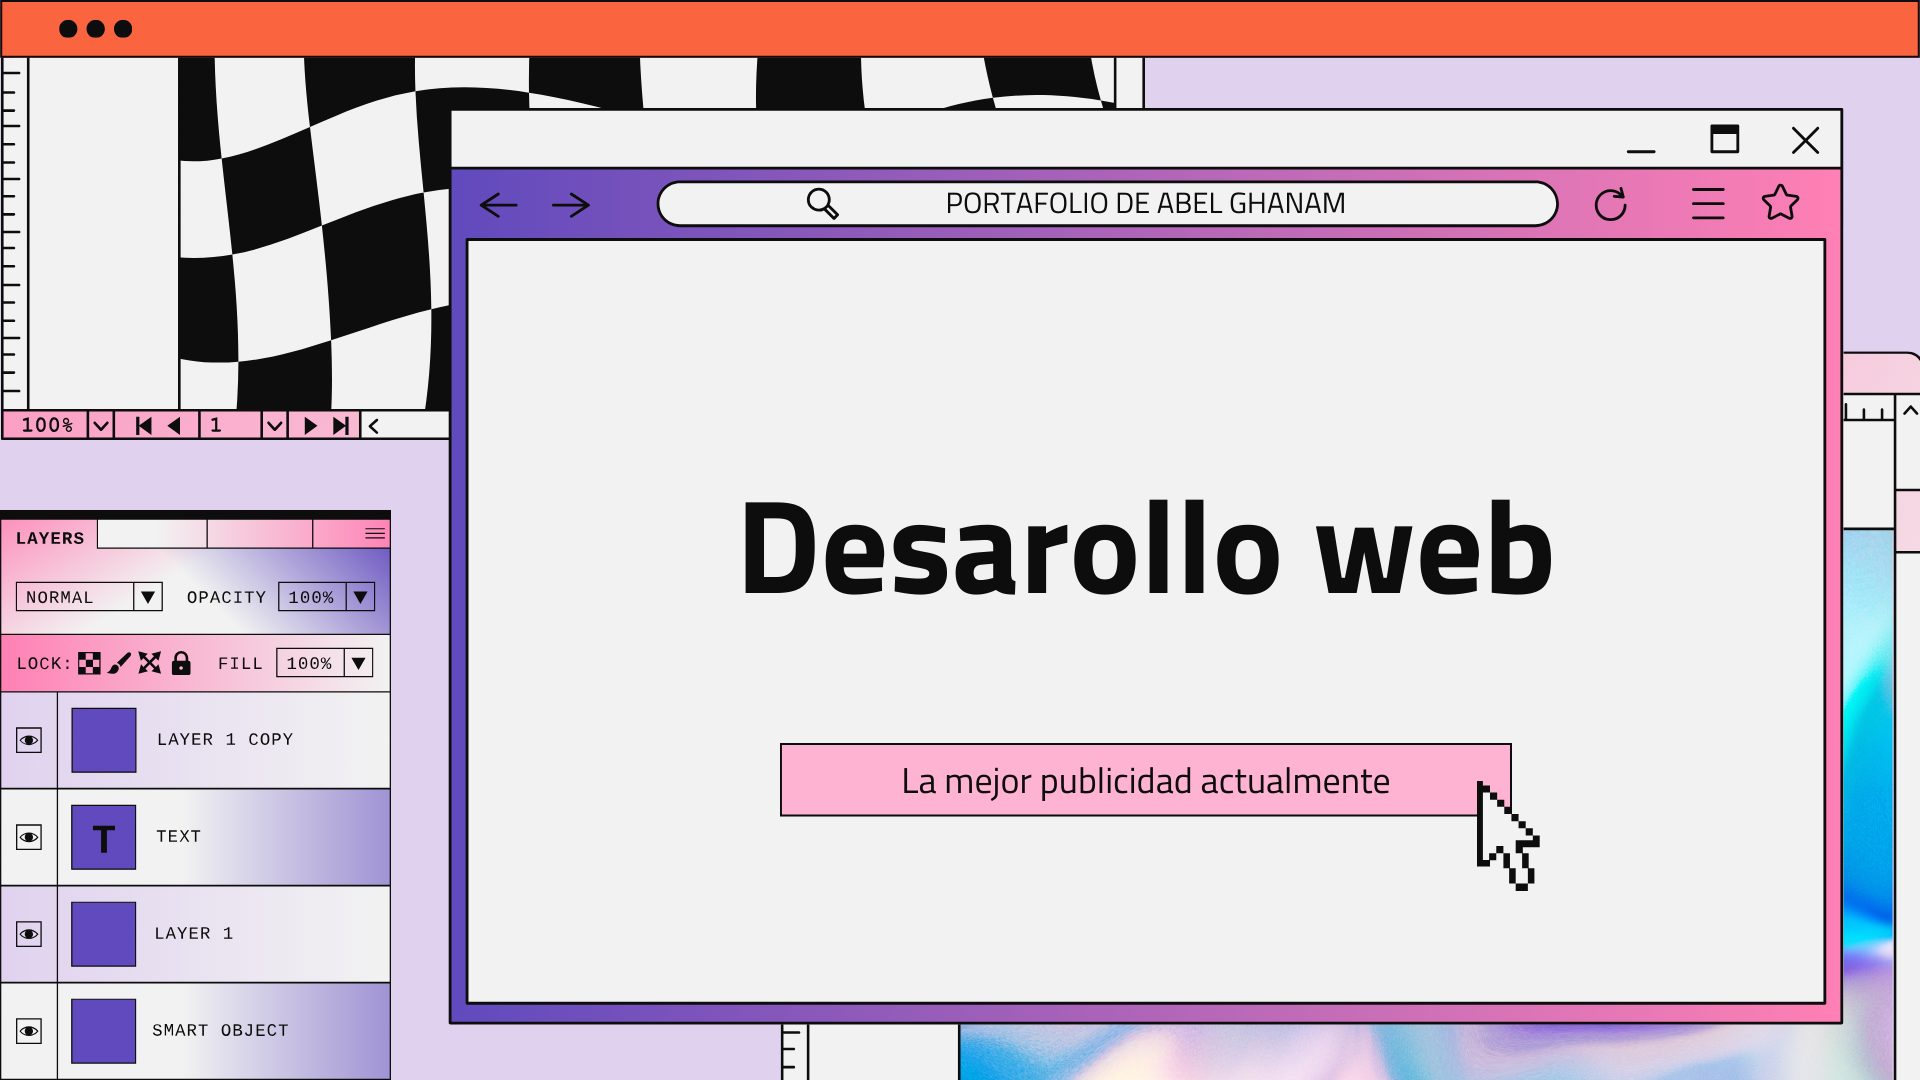 PORTAFOLIO DE ABEL GHANAM
100%
1
Desarollo web
La mejor publicidad actualmente
LAYERS
NORMAL OPACITY 100%
LOCK: FILL 100%
LAYER 1 COPY
T TEXT
LAYER 1
SMART OBJECT